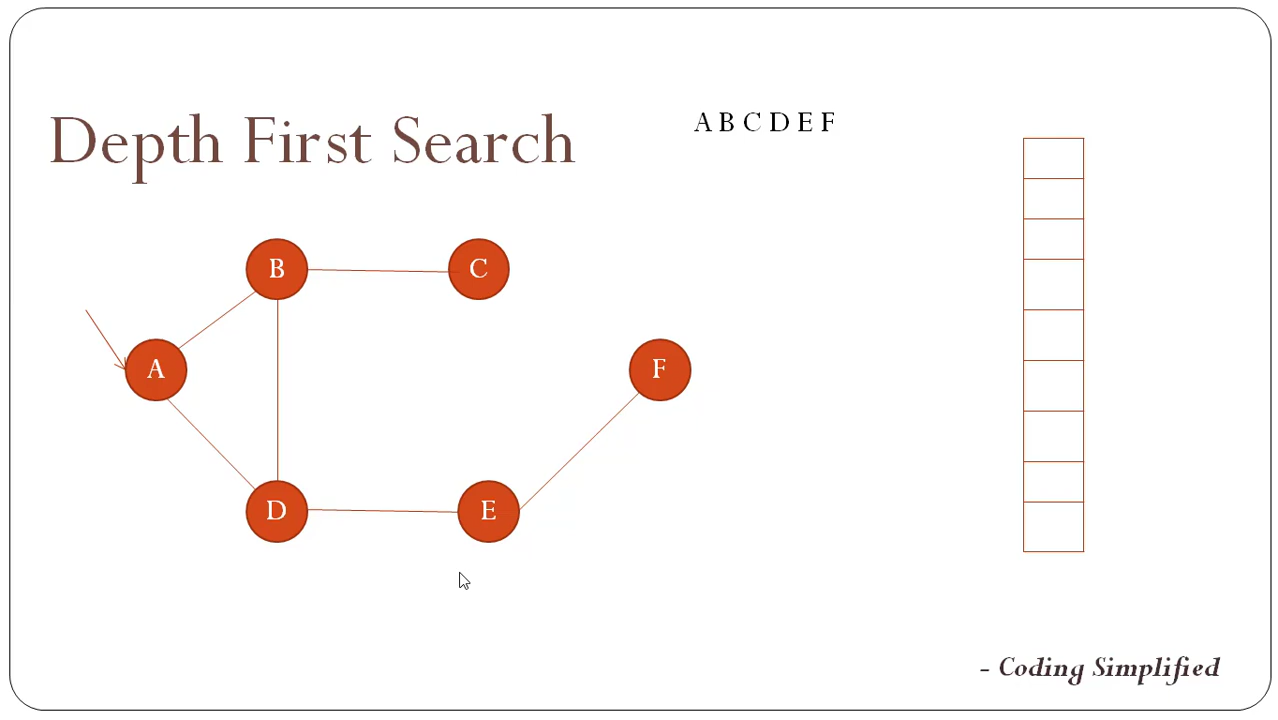 Depth First Search
A B C D E F
B
C
A
F
D
E
- Coding Simplified